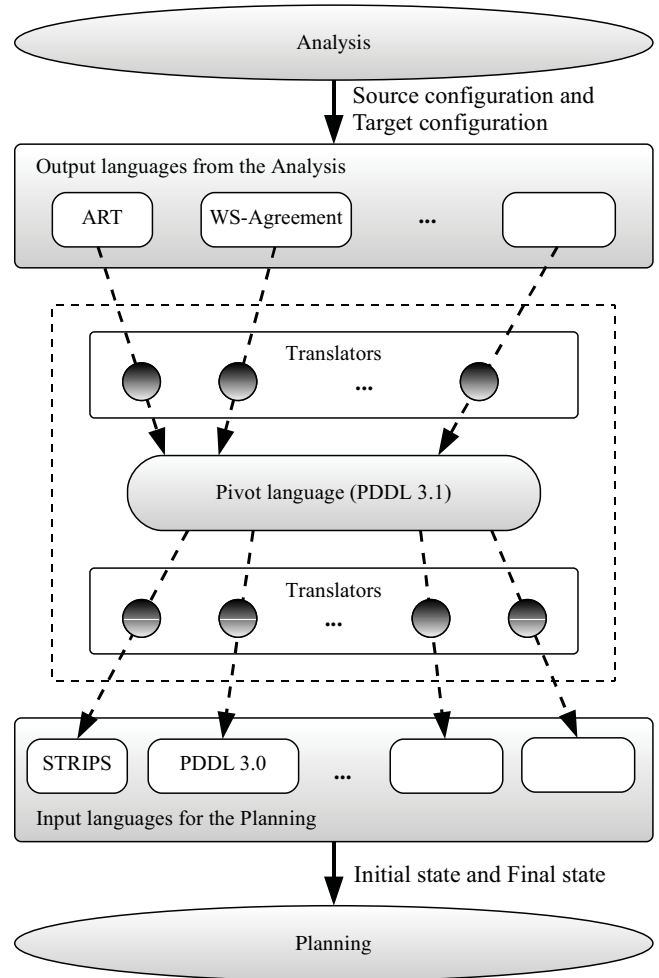 Analysis
Source configuration and
Target configuration
Output languages from the Analysis
ART
WS-Agreement
...
Translators
...
Pivot language (PDDL 3.1)
Translators
...
STRIPS
PDDL 3.0
...
Input languages for the Planning
Initial state and Final state
Planning